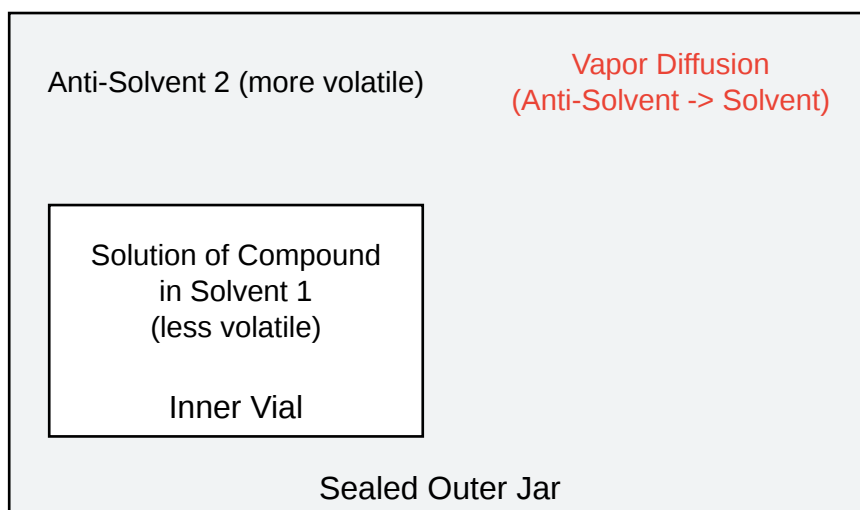 Anti-Solvent 2 (more volatile)
Vapor Diffusion
(Anti-Solvent -> Solvent)
Solution of Compound
in Solvent 1
(less volatile)
Inner Vial
Sealed Outer Jar